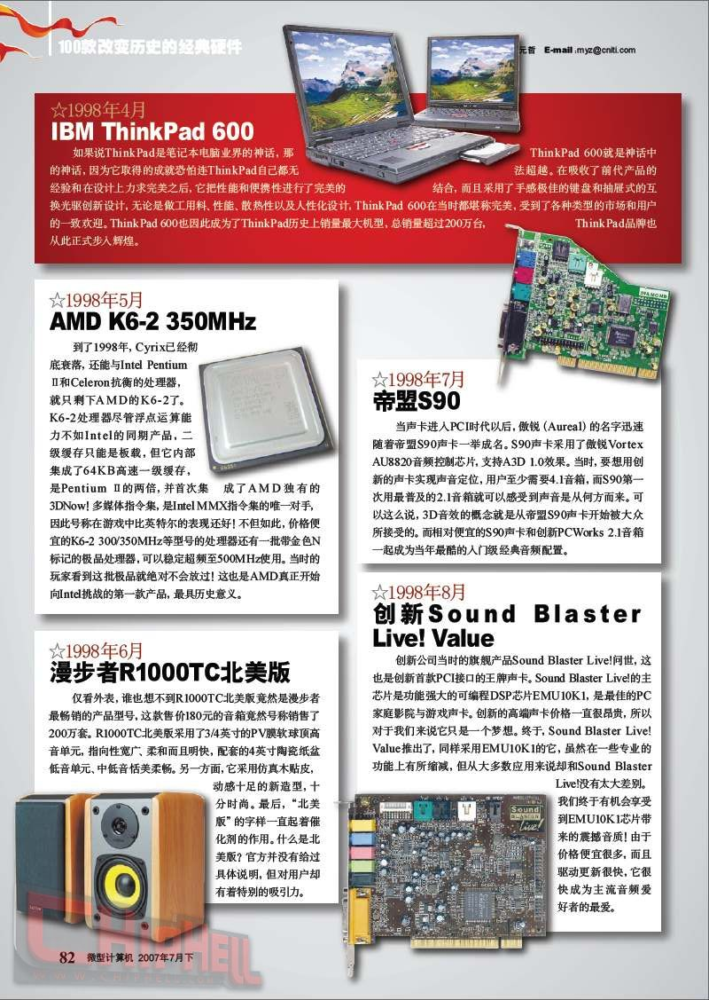 100款改变历史的经典硬件
元哲 E-mail:myz@cniti.com
☆1998年4月
IBM ThinkPad 600
如果说ThinkPad是笔记本电脑业界的神话，那 ThinkPad 600就是神话中
的神话，因为它取得的成就恐怕连ThinkPad自己都无 法超越。在吸收了前代产品的
经验和在设计上力求完美之后，它把性能和便携性进行了完美的 结合，而且采用了手感极佳的键盘和抽屉式的互
换光驱创新设计，无论是做工用料、性能、散热性以及人性化设计，ThinkPad 600在当时都堪称完美，受到了各种类型的市场和用户
的一致欢迎。ThinkPad 600也因此成为了ThinkPad历史上销量最大机型，总销量超过200万台， ThinkPad品牌也
从此正式步入辉煌。
☆1998年5月
AMD K6-2 350MHz
到了1998年，Cyrix已经彻
底衰落，还能与Intel Pentium
Ⅱ和Celeron抗衡的处理器，
就只剩下AMD的K6-2了。
K6-2处理器尽管浮点运算能
力不如Intel的同期产品，二
级缓存只能是板载，但它内部
集成了64KB高速一级缓存，
是Pentium Ⅱ的两倍，并首次集 成了AMD独有的
3DNow! 多媒体指令集，是Intel MMX指令集的唯一对手，
因此号称在游戏中比英特尔的表现还好！不但如此，价格便
宜的K6-2 300/350MHz等型号的处理器还有一批带金色N
标记的极品处理器，可以稳定超频至500MHz使用。当时的
玩家看到这批极品就绝对不会放过！这也是AMD真正开始
向Intel挑战的第一款产品，最具历史意义。
☆1998年6月
漫步者R1000TC北美版
仅看外表，谁也想不到R1000TC北美版竟然是漫步者
最畅销的产品型号，这款售价180元的音箱竟然号称销售了
200万套。R1000TC北美版采用了3/4英寸的PV膜软球顶高
音单元，指向性宽广、柔和而且明快，配套的4英寸陶瓷纸盆
低音单元、中低音恬美柔畅。另一方面，它采用仿真木贴皮，
动感十足的新造型，十
分时尚。最后，“北美
版”的字样一直起着催
化剂的作用。什么是北
美版？官方并没有给过
具体说明，但对用户却
有着特别的吸引力。
DIAMOND
☆1998年7月
帝盟S90
当声卡进入PCI时代以后，傲锐（Aureal）的名字迅速
随着帝盟S90声卡一举成名。S90声卡采用了傲锐Vortex
AU8820音频控制芯片，支持A3D 1.0效果。当时，要想用创
新的声卡实现声音定位，用户至少需要4.1音箱，而S90第一
次用最普及的2.1音箱就可以感受到声音是从何方而来。可
以这么说，3D音效的概念就是从帝盟S90声卡开始被大众
所接受的。而相对便宜的S90声卡和创新PCWorks 2.1音箱
一起成为当年最酷的入门级经典音频配置。
☆1998年8月
创新Sound Blaster
Live! Value
创新公司当时的旗舰产品Sound Blaster Live!问世，这
也是创新首款PCI接口的王牌声卡。Sound Blaster Live!的主
芯片是功能强大的可编程DSP芯片EMU10K1，是最佳的PC
家庭影院与游戏声卡。创新的高端声卡价格一直很昂贵，所以
对于我们来说它只是一个梦想。终于，Sound Blaster Live!
Value推出了，同样采用EMU10K1的它，虽然在一些专业的
功能上有所缩减，但从大多数应用来说却和Sound Blaster
Live!没有太大差别。
我们终于有机会享受
到EMU10K1芯片带
来的震撼音质！由于
价格便宜很多，而且
驱动更新很快，它很
快成为主流音频爱
好者的最爱。
Sound
BLASTER
Live!
82 微型计算机 2007年7月下
CHIPHELL
WWW.CHIPHELL.COM